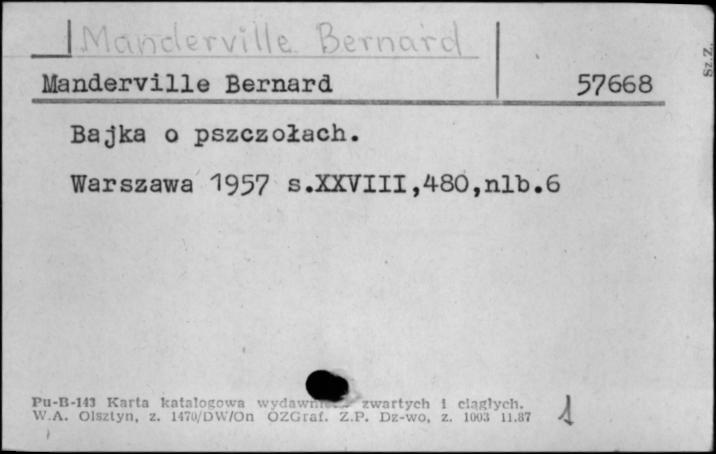 Manderville Bernard
Manderville Bernard 57668
Sz.Z.
Bajka o pszczołach.
Warszawa 1957 s.XXVIII,480,nlb.6
Pu-B-143 Karta katalogowa zwartych i ciągłych.
W.A. Olsztyn, z. 1470/DW/On OZGraf. Z.P. Dz-wo, z. 1003 11.87
1